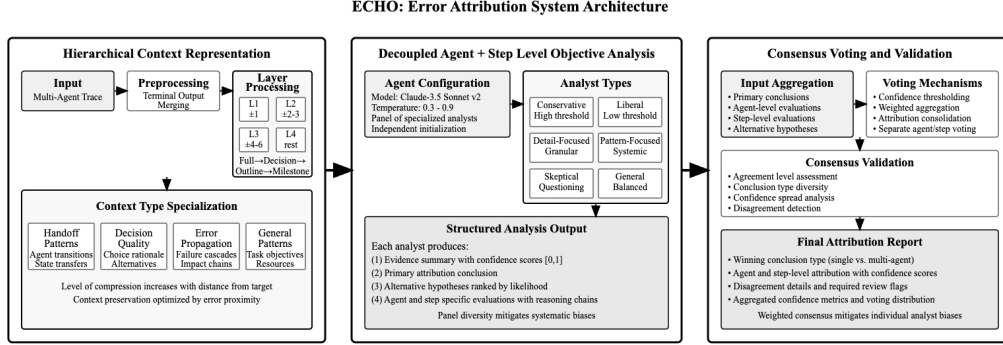 ECHO: Error Attribution System Architecture
Hierarchical Context Representation
Input
Multi-Agent Trace
Preprocessing
Terminal Output
Merging
Layer
Processing
L1
±1
L2
±2-3
L3
±4-6
L4
rest
Full→Decision→
Outline→Milestone
Context Type Specialization
Handoff
Patterns
Agent transitions
State transfers
Decision
Quality
Choice rationale
Alternatives
Error
Propagation
Failure cascades
Impact chains
General
Patterns
Task objectives
Resources
Level of compression increases with distance from target
Context preservation optimized by error proximity
Decoupled Agent + Step Level Objective Analysis
Agent Configuration
Model: Claude-3.5 Sonnet v2
Temperature: 0.3 - 0.9
Panel of specialized analysts
Independent initialization
Analyst Types
Conservative
High threshold
Liberal
Low threshold
Detail-Focused
Granular
Pattern-Focused
Systemic
Skeptical
Questioning
General
Balanced
Structured Analysis Output
Each analyst produces:
(1) Evidence summary with confidence scores [0,1]
(2) Primary attribution conclusion
(3) Alternative hypotheses ranked by likelihood
(4) Agent and step specific evaluations with reasoning chains
Panel diversity mitigates systematic biases
Consensus Voting and Validation
Input Aggregation
• Primary conclusions
• Agent-level evaluations
• Step-level evaluations
• Alternative hypotheses
Voting Mechanisms
• Confidence thresholding
• Weighted aggregation
• Attribution consolidation
• Separate agent/step voting
Consensus Validation
• Agreement level assessment
• Conclusion type diversity
• Confidence spread analysis
• Disagreement detection
Final Attribution Report
• Winning conclusion type (single vs. multi-agent)
• Agent and step-level attribution with confidence scores
• Disagreement details and required review flags
• Aggregated confidence metrics and voting distribution
Weighted consensus mitigates individual analyst biases